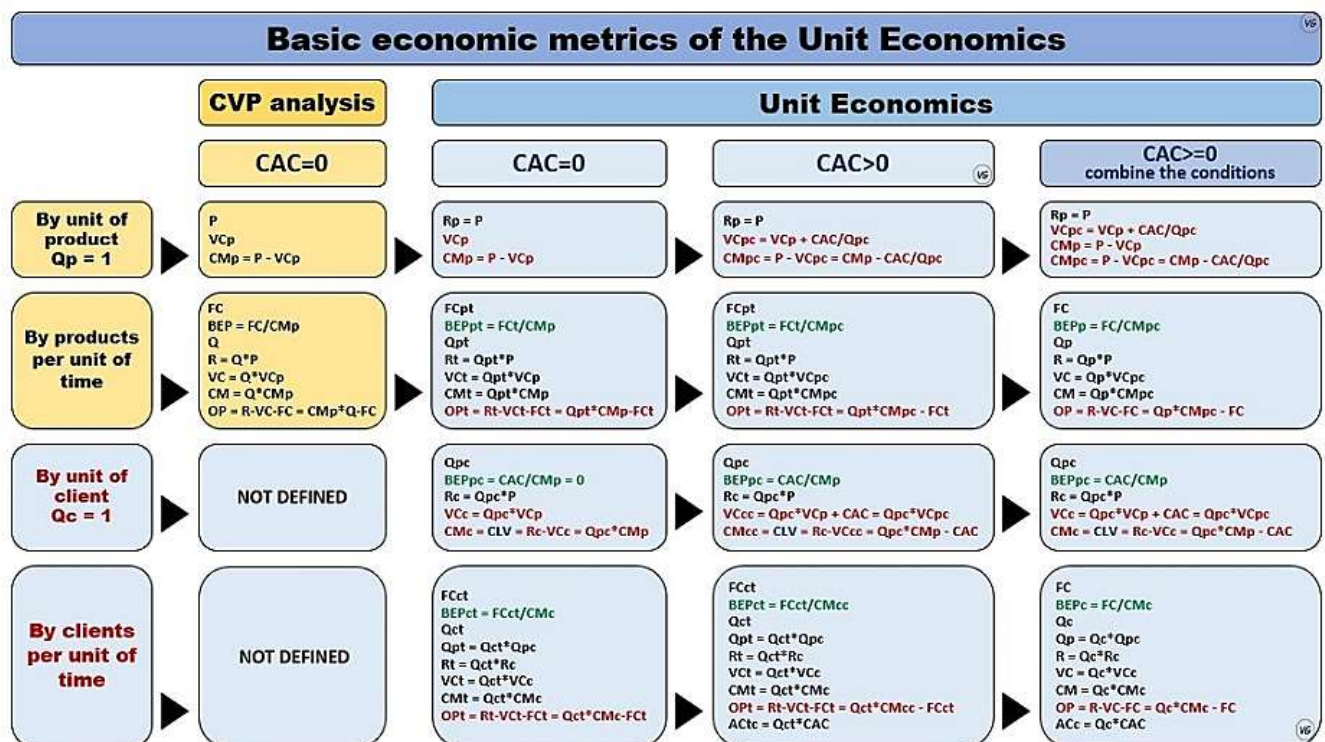 Basic economic metrics of the Unit Economics
VG
CVP analysis
Unit Economics
CAC=0
CAC=0
CAC>0
VG
CAC>=0
combine the conditions
By unit of
product
Qp = 1
P
VCp
CMp = P - VCp
Rp = P
VCp
CMp = P - VCp
Rp = P
VCpc = VCp + CAC/Qpc
CMpc = P - VCpc = CMp - CAC/Qpc
Rp = P
VCpc = VCp + CAC/Qpc
CMp = P - VCp
CMpc = P - VCpc = CMp - CAC/Qpc
By products
per unit of
time
FC
BEP = FC/CMp
Q
R = Q*P
VC = Q*VCp
CM = Q*CMp
OP = R-VC-FC = CMp*Q-FC
FCpt
BEPpt = FCt/CMp
Qpt
Rt = Qpt*P
VCt = Qpt*VCp
CMt = Qpt*CMp
OPt = Rt-VCt-FCt = Qpt*CMp-FCt
FCpt
BEPpt = FCt/CMpc
Qpt
Rt = Qpt*P
VCt = Qpt*VCpc
CMt = Qpt*CMpc
OPt = Rt-VCt-FCt = Qpt*CMpc - FCt
FC
BEPp = FC/CMpc
Qp
R = Qp*P
VC = Qp*VCpc
CM = Qp*CMpc
OP = R-VC-FC = Qp*CMpc - FC
By unit of
client
Qc = 1
NOT DEFINED
Qpc
BEPpc = CAC/CMp = 0
Rc = Qpc*P
VCc = Qpc*VCp
CMc = CLV = Rc-VCc = Qpc*CMp
Qpc
BEPpc = CAC/CMp
Rc = Qpc*P
VCcc = Qpc*VCp + CAC = Qpc*VCpc
CMcc = CLV = Rc-VCcc = Qpc*CMp - CAC
Qpc
BEPpc = CAC/CMp
Rc = Qpc*P
VCc = Qpc*VCp + CAC = Qpc*VCpc
CMc = CLV = Rc-VCc = Qpc*CMp - CAC
By clients
per unit of
time
NOT DEFINED
FCct
BEPct = FCct/CMc
Qct
Qpt = Qct*Qpc
Rt = Qct*Rc
VCt = Qct*VCc
CMt = Qct*CMc
OPt = Rt-VCt-FCt = Qct*CMc-FCt
FCct
BEPct = FCct/CMcc
Qct
Qpt = Qct*Qpc
Rt = Qct*Rc
VCt = Qct*VCc
CMt = Qct*CMc
OPt = Rt-VCt-FCt = Qct*CMcc - FCct
ACtc = Qct*CAC
FC
BEPc = FC/CMc
Qc
Qp = Qc*Qpc
R = Qc*Rc
VC = Qc*VCc
CM = Qc*CMc
OP = R-VC-FC = Qc*CMc - FC
ACc = Qc*CAC
VG